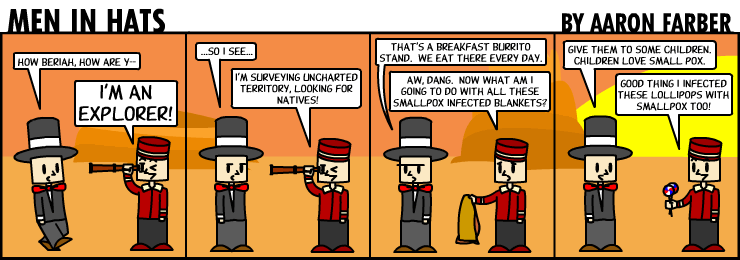 MEN IN HATS
BY AARON FARBER
HOW BERIAH, HOW ARE Y--
I'M AN
EXPLORER!
...SO I SEE...
I'M SURVEYING UNCHARTED
TERRITORY, LOOKING FOR
NATIVES!
THAT'S A BREAKFAST BURRITO
STAND. WE EAT THERE EVERY DAY.
AW, DANG. NOW WHAT AM I
GOING TO DO WITH ALL THESE
SMALLPOX INFECTED BLANKETS?
GIVE THEM TO SOME CHILDREN.
CHILDREN LOVE SMALL POX.
GOOD THING I INFECTED
THESE LOLLIPOPS WITH
SMALLPOX TOO!